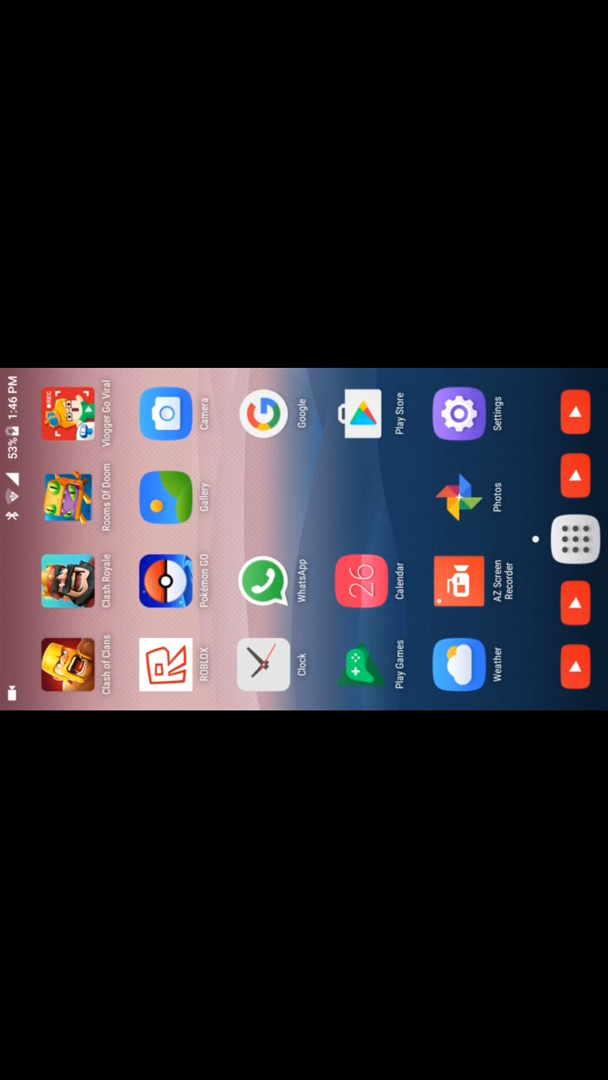 53% 1:46 PM
Clash of Clans
Clash Royale
Rooms Of Doom
REC
Vlogger Go Viral
ROBLOX
Pokémon GO
Gallery
Camera
Clock
WhatsApp
Google
Play Games
26
Calendar
Play Store
Weather
AZ Screen
Recorder
Photos
Settings